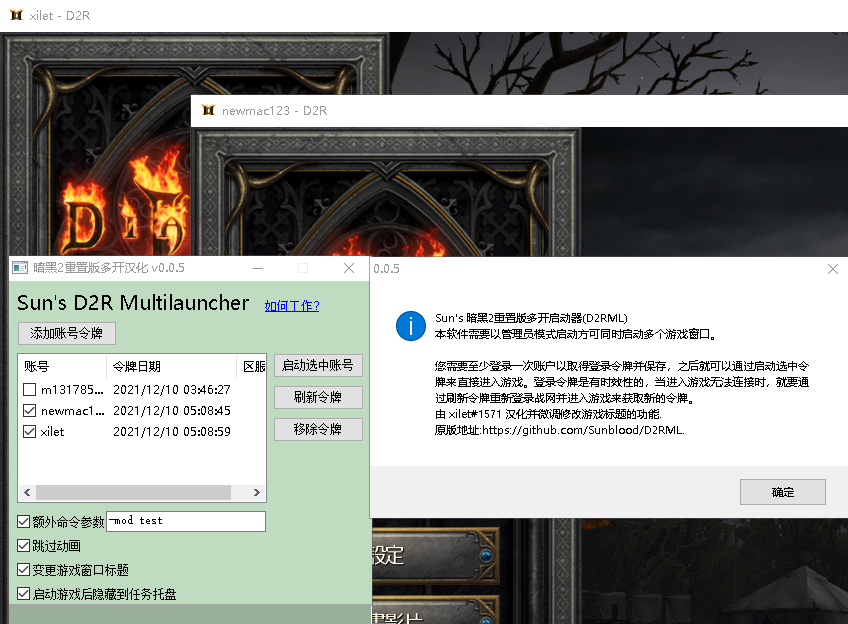 xilet - D2R
newmac123 - D2R
DIA
暗黑2重置版多开汉化 v0.0.5
Sun's D2R Multilauncher
如何工作?
添加账号令牌
账号 令牌日期 区服
m131785... 2021/12/10 03:46:27
newmac1... 2021/12/10 05:08:45
xilet 2021/12/10 05:08:59
启动选中账号
刷新令牌
移除令牌
额外命令参数 -mod test
跳过动画
变更游戏窗口标题
启动游戏后隐藏到任务托盘
0.0.5
Sun's 暗黑2重置版多开启动器(D2RML)
本软件需要以管理员模式启动方可同时启动多个游戏窗口。
您需要至少登录一次账户以取得登录令牌并保存，之后就可以通过启动选中令
牌来直接进入游戏。登录令牌是有时效性的，当进入游戏无法连接时，就要通
过刷新令牌重新登录战网并进入游戏来获取新的令牌。
由 xilet#1571 汉化并微调修改游戏标题的功能.
原版地址:https://github.com/Sunblood/D2RML.
确定
設定